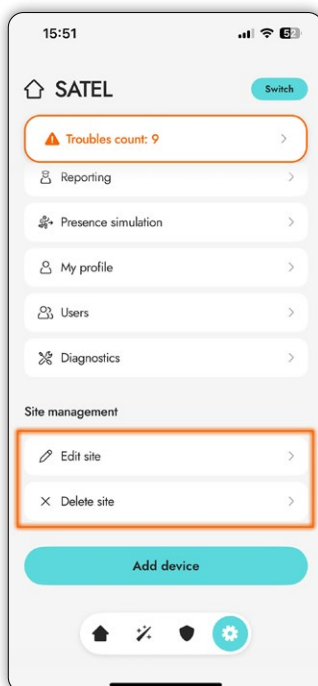 15:51
52
SATEL
Switch
Troubles count: 9
Reporting
Presence simulation
My profile
Users
Diagnostics
Site management
Edit site
Delete site
Add device